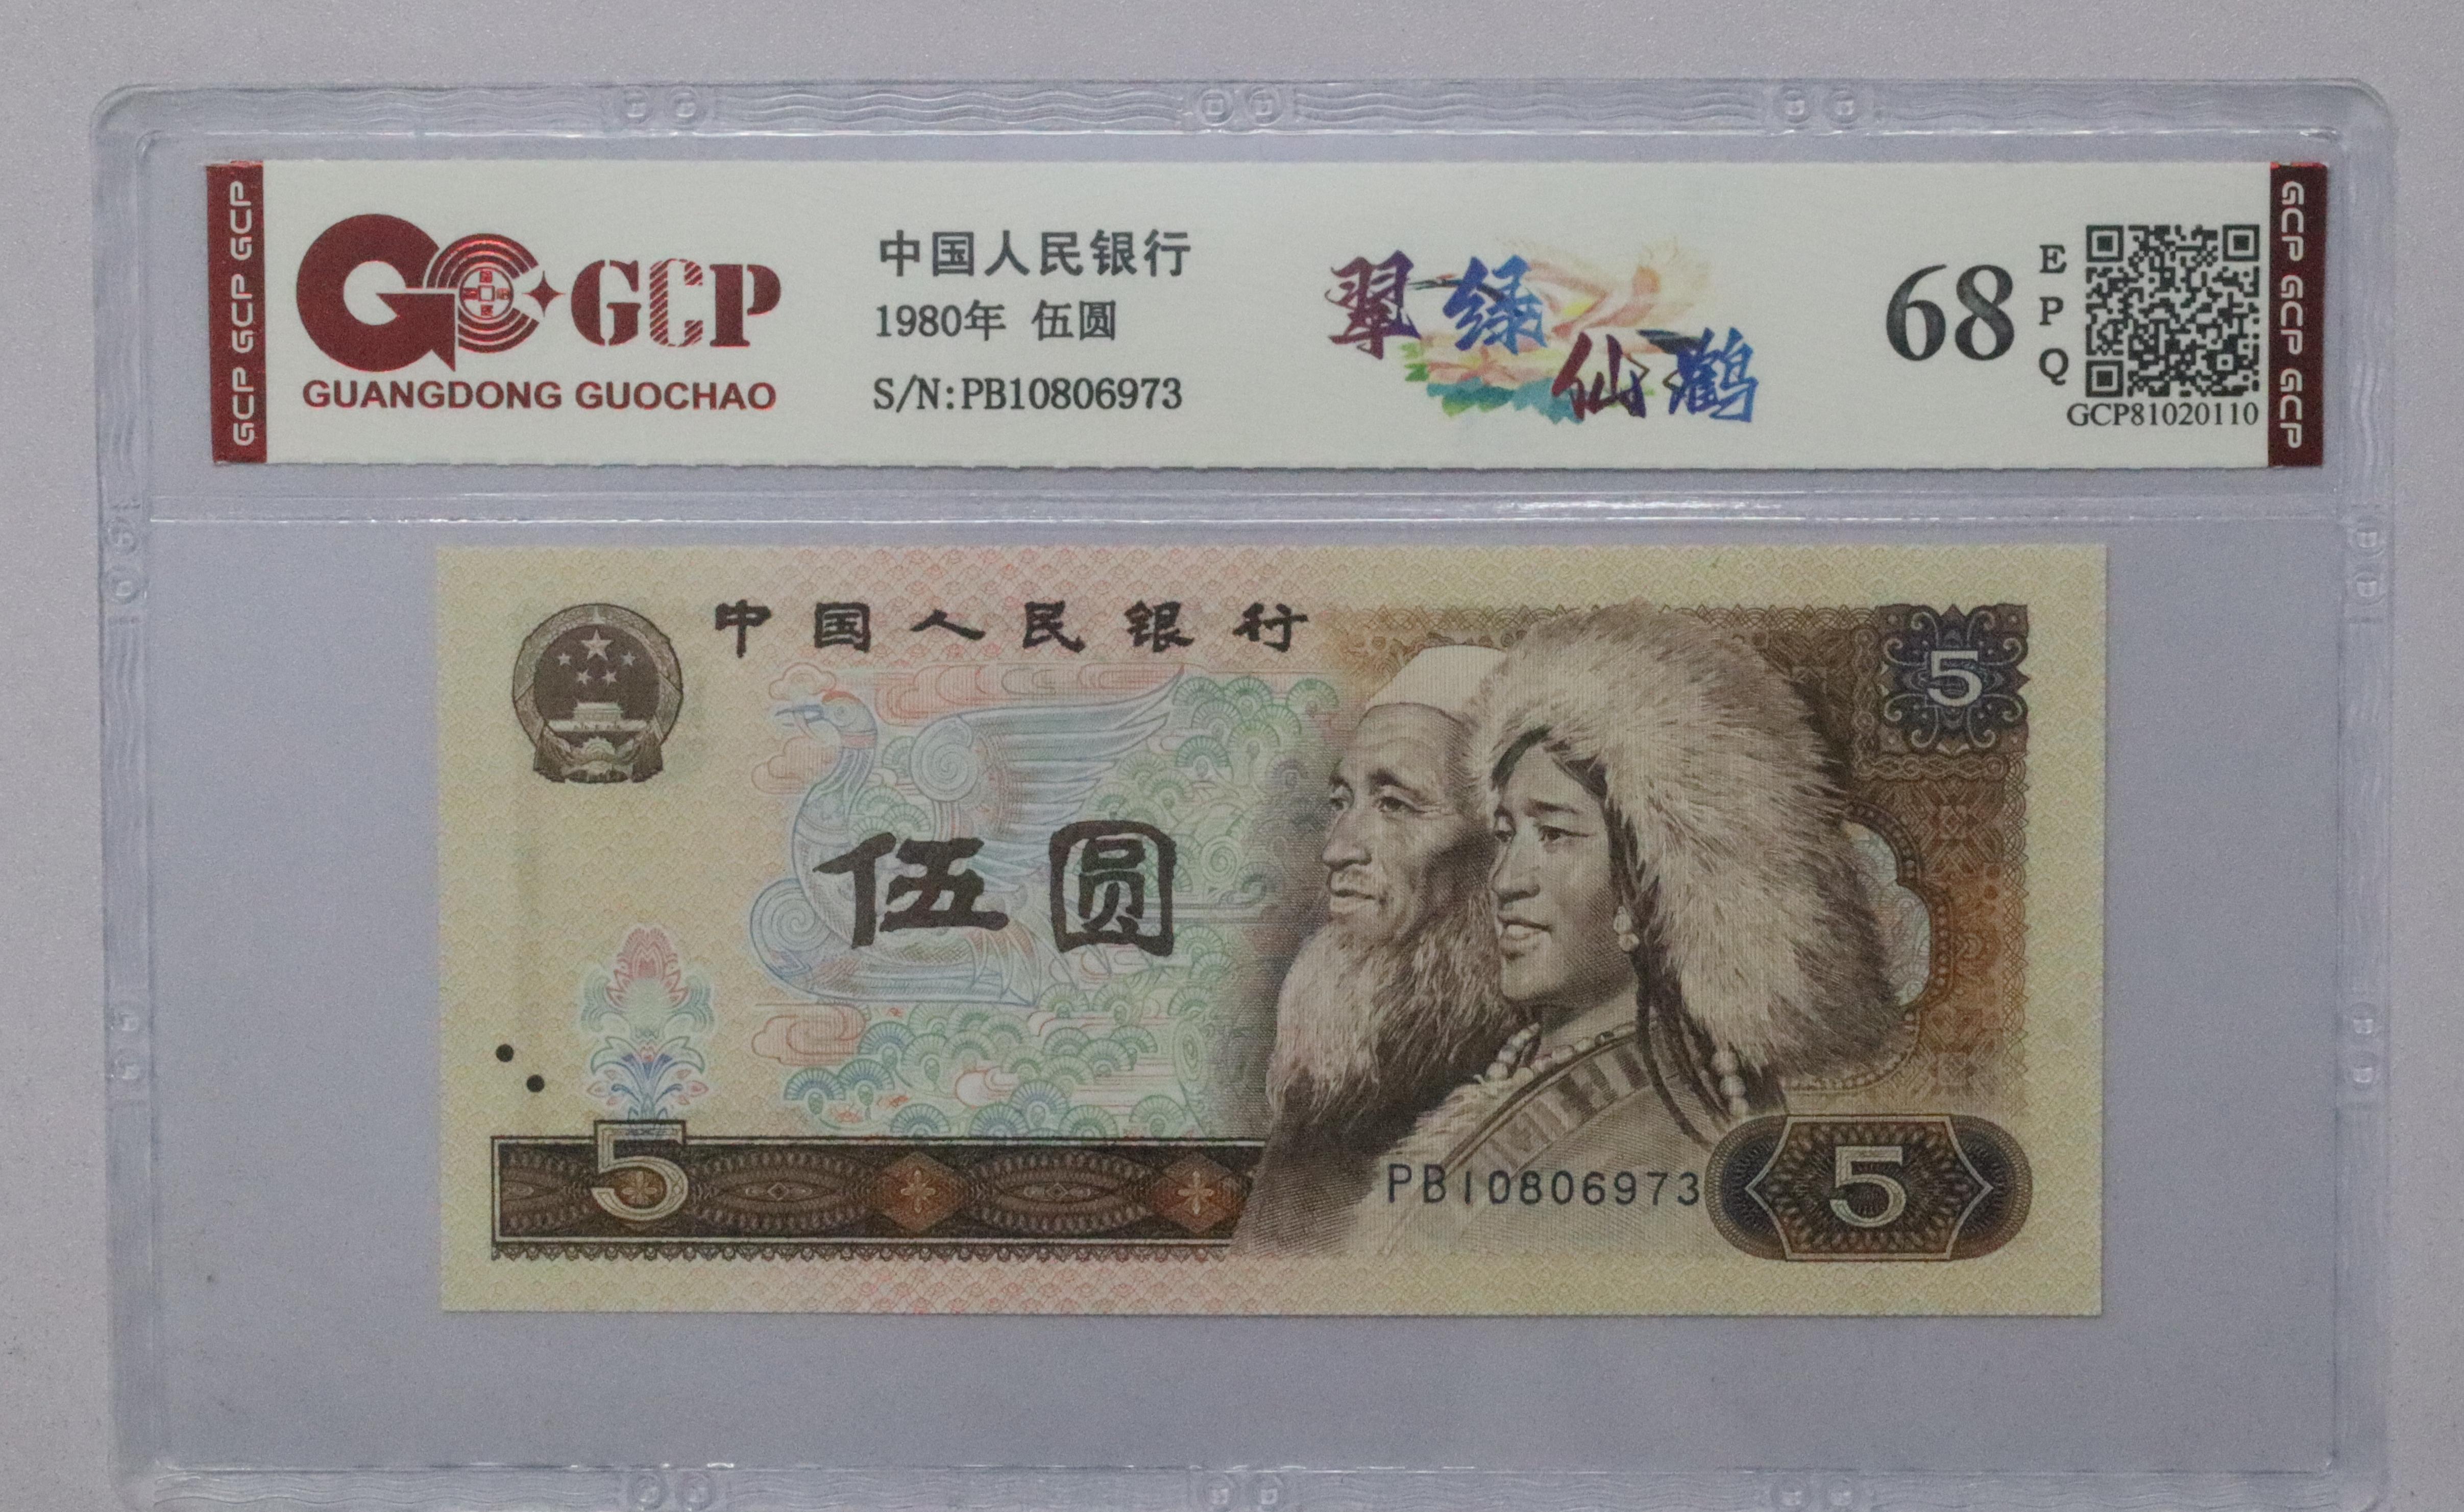 GCP GCP GCP
GCP
GUANGDONG GUOCHAO
中国人民银行
1980年 伍圆
S/N:PB10806973
翠绿
仙鹤
68
EPQ
GCP81020110
GCP GCP GCP
中国人民银行
5
伍圆
5
PB10806973
5